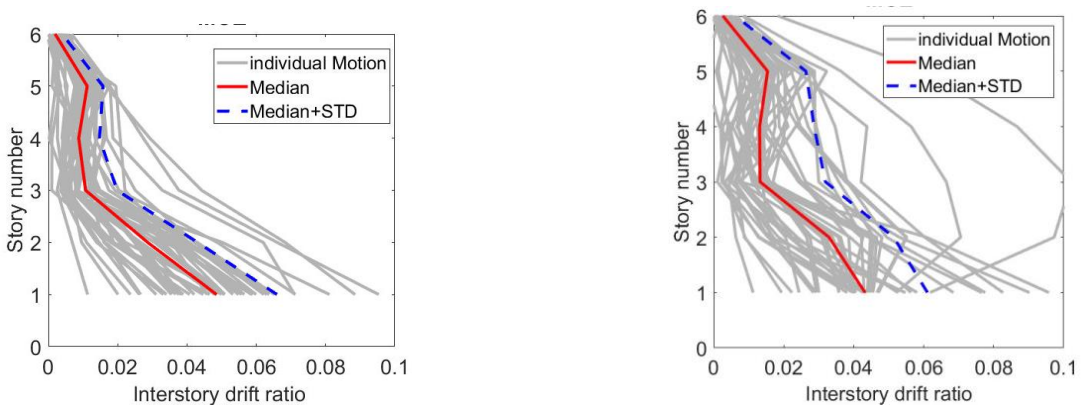 6
5
4
3
2
1
0
Story number
individual Motion
Median
Median+STD
0
0.02
0.04
0.06
0.08
0.1
Interstory drift ratio
6
5
4
3
2
1
0
Story number
individual Motion
Median
Median+STD
0
0.02
0.04
0.06
0.08
0.1
Interstory drift ratio